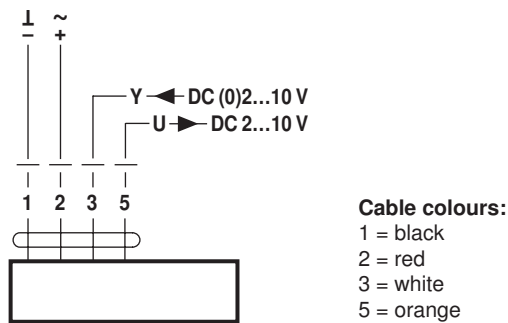 ⊥ ~
– +
Y DC (0)2...10 V
U DC 2...10 V
1 2 3 5
Cable colours:
1 = black
2 = red
3 = white
5 = orange